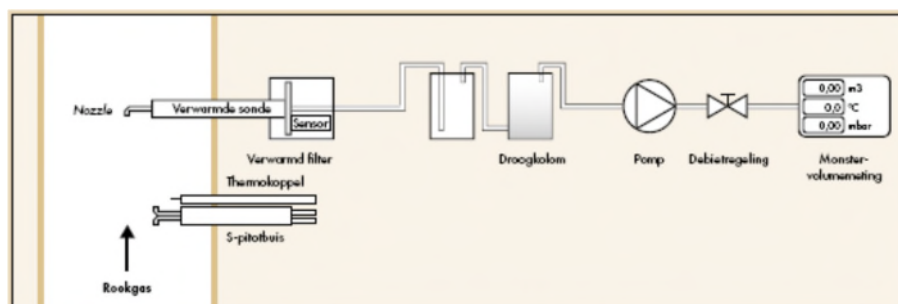 Nozzle
Verwarmde sonde
Sensor
Verwarmd filter
Droogkolom
Pomp
Debietregeling
Monster-
volumemeting
0,00 m3
0,0 °C
0,00 mbar
Thermokoppel
S-pitotbuis
Rookgas